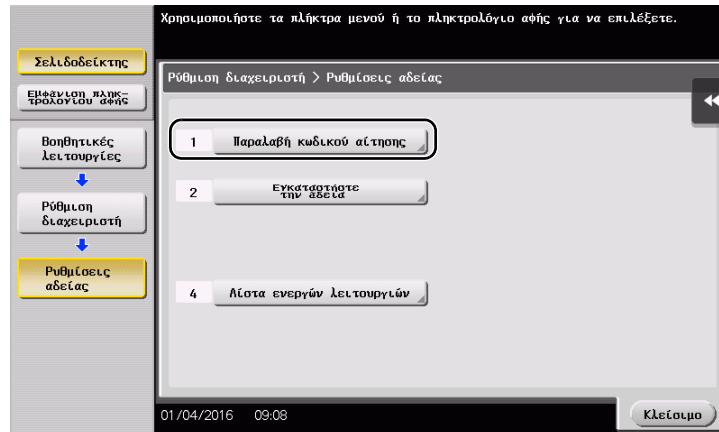 Χρησιμοποιήστε τα πλήκτρα μενού ή το πληκτρολόγιο αφής για να επιλέξετε.
Σελιδοδείκτης
Εμφάνιση πληκ-
τρολογίου αφής
Βοηθητικές
λειτουργίες
Ρύθμιση
διαχειριστή
Ρυθμίσεις
αδείας
Ρύθμιση διαχειριστή > Ρυθμίσεις αδείας
1 Παραλαβή κωδικού αίτησης
2 Εγκαταστήστε
την άδεια
4 Λίστα ενεργών λειτουργιών
01/04/2016 09:08
Κλείσιμο